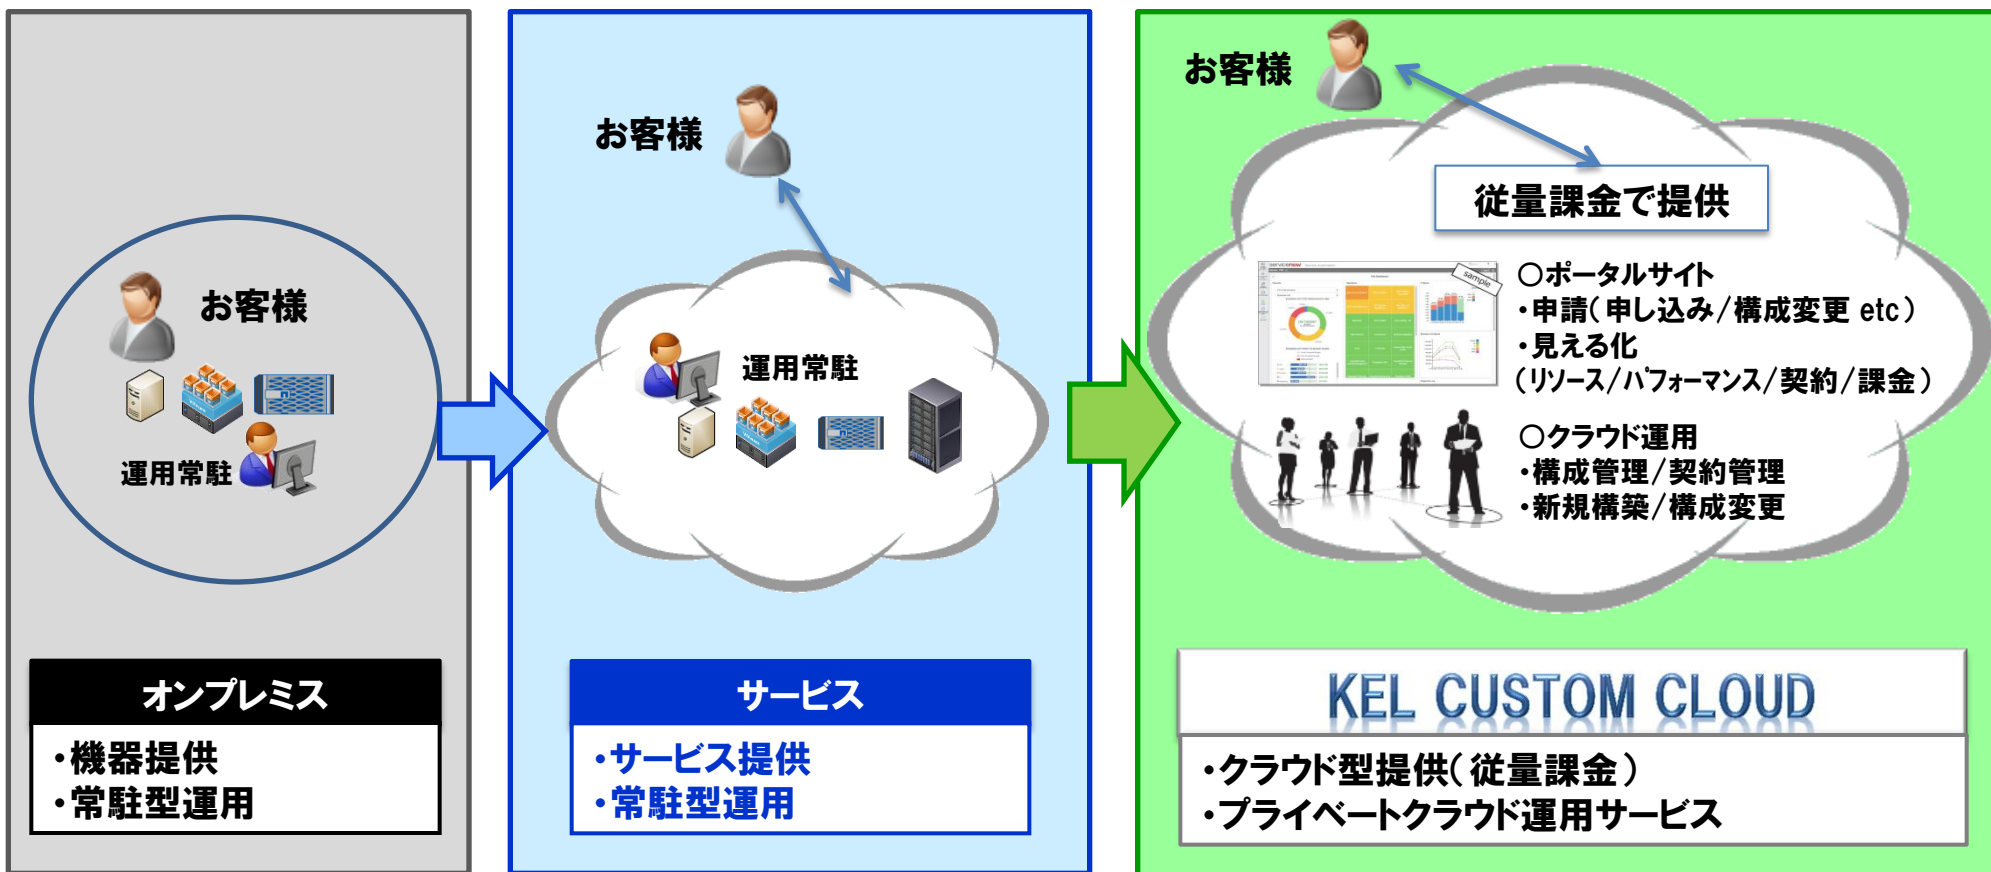 お客様
運用常駐
オンプレミス
・機器提供
・常駐型運用
お客様
運用常駐
サービス
・サービス提供
・常駐型運用
お客様
従量課金で提供
servicenow
sample
○ポータルサイト
・申請(申し込み/構成変更 etc)
・見える化
(リソース/パフォーマンス/契約/課金)
○クラウド運用
・構成管理/契約管理
・新規構築/構成変更
KEL CUSTOM CLOUD
・クラウド型提供(従量課金)
・プライベートクラウド運用サービス